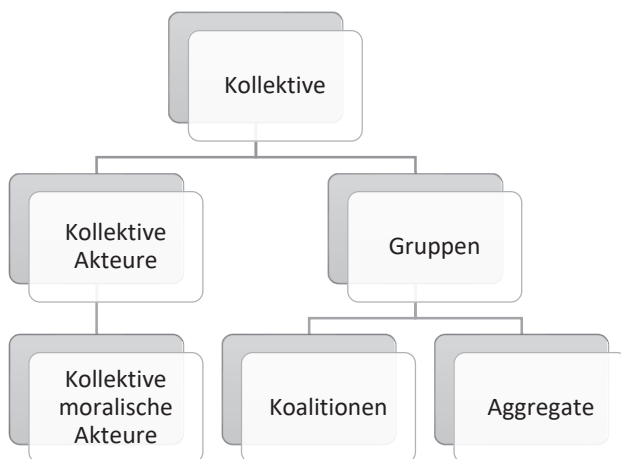 Kollektive
Kollektive
Akteure
Gruppen
Kollektive
moralische
Akteure
Koalitionen
Aggregate